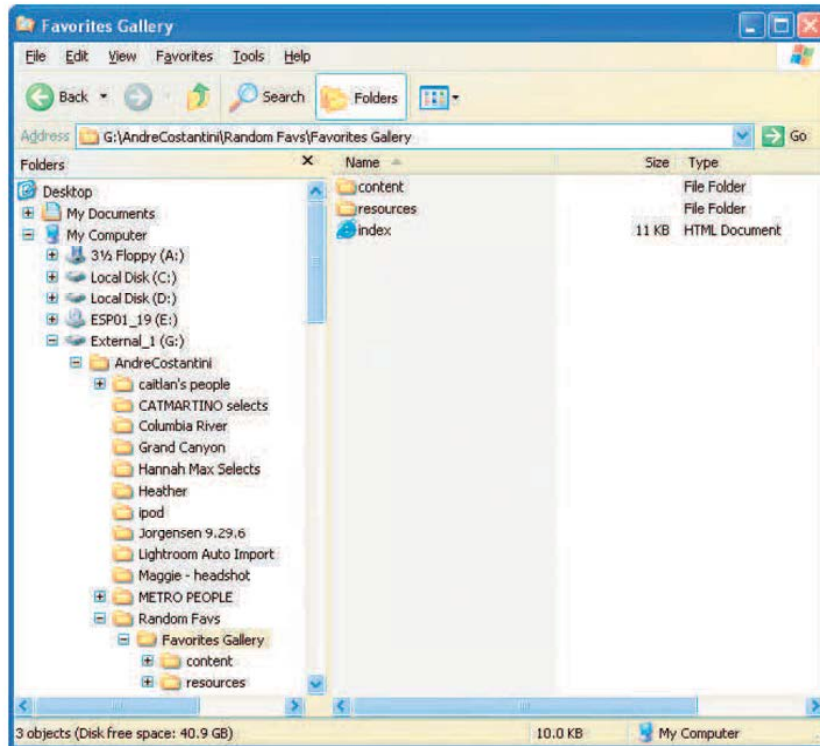 Favorites Gallery
File Edit View Favorites Tools Help
Back Search Folders
Address G:\AndreCostantini\Random Favs\Favorites Gallery Go
Folders X Name Size Type
Desktop
My Documents
My Computer
3½ Floppy (A:)
Local Disk (C:)
Local Disk (D:)
ESP01_19 (E:)
External_1 (G:)
AndreCostantini
caitlan's people
CATMARTINO selects
Columbia River
Grand Canyon
Hannah Max Selects
Heather
ipod
Jorgensen 9.29.6
Lightroom Auto Import
Maggie - headshot
METRO PEOPLE
Random Favs
Favorites Gallery
content
resources
content File Folder
resources File Folder
index 11 KB HTML Document
3 objects (Disk free space: 40.9 GB) 10.0 KB My Computer